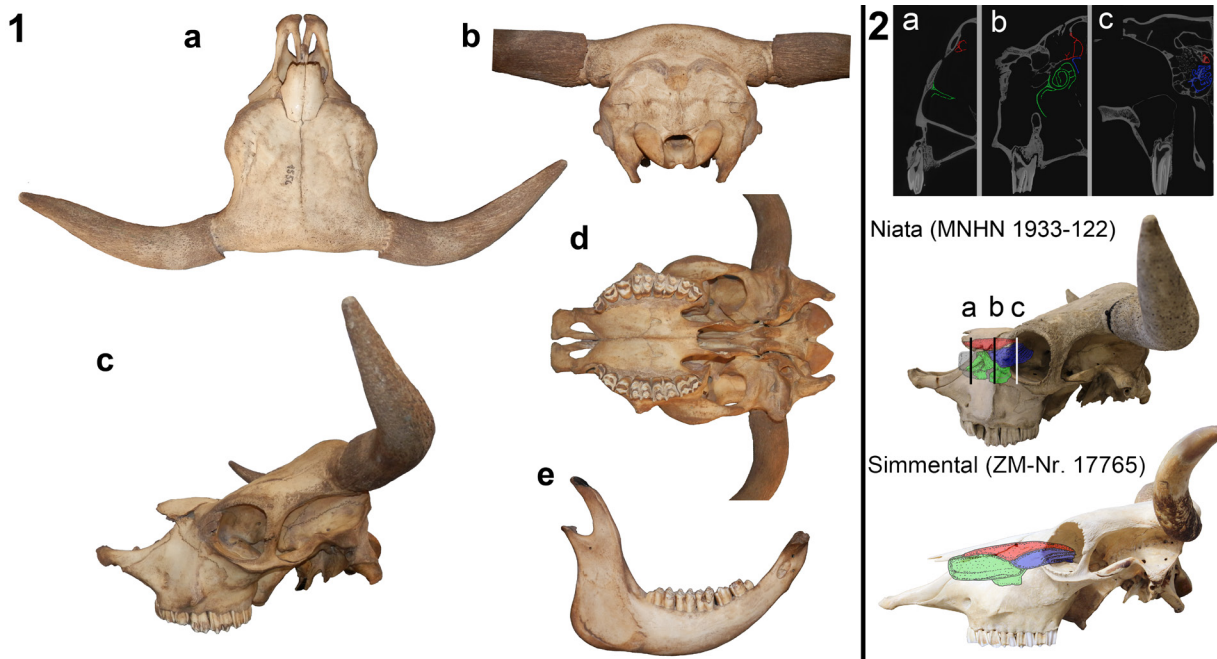 1
a
b
c
d
e
2
a
b
c
Niata (MNHN 1933-122)
a b c
Simmental (ZM-Nr. 17765)